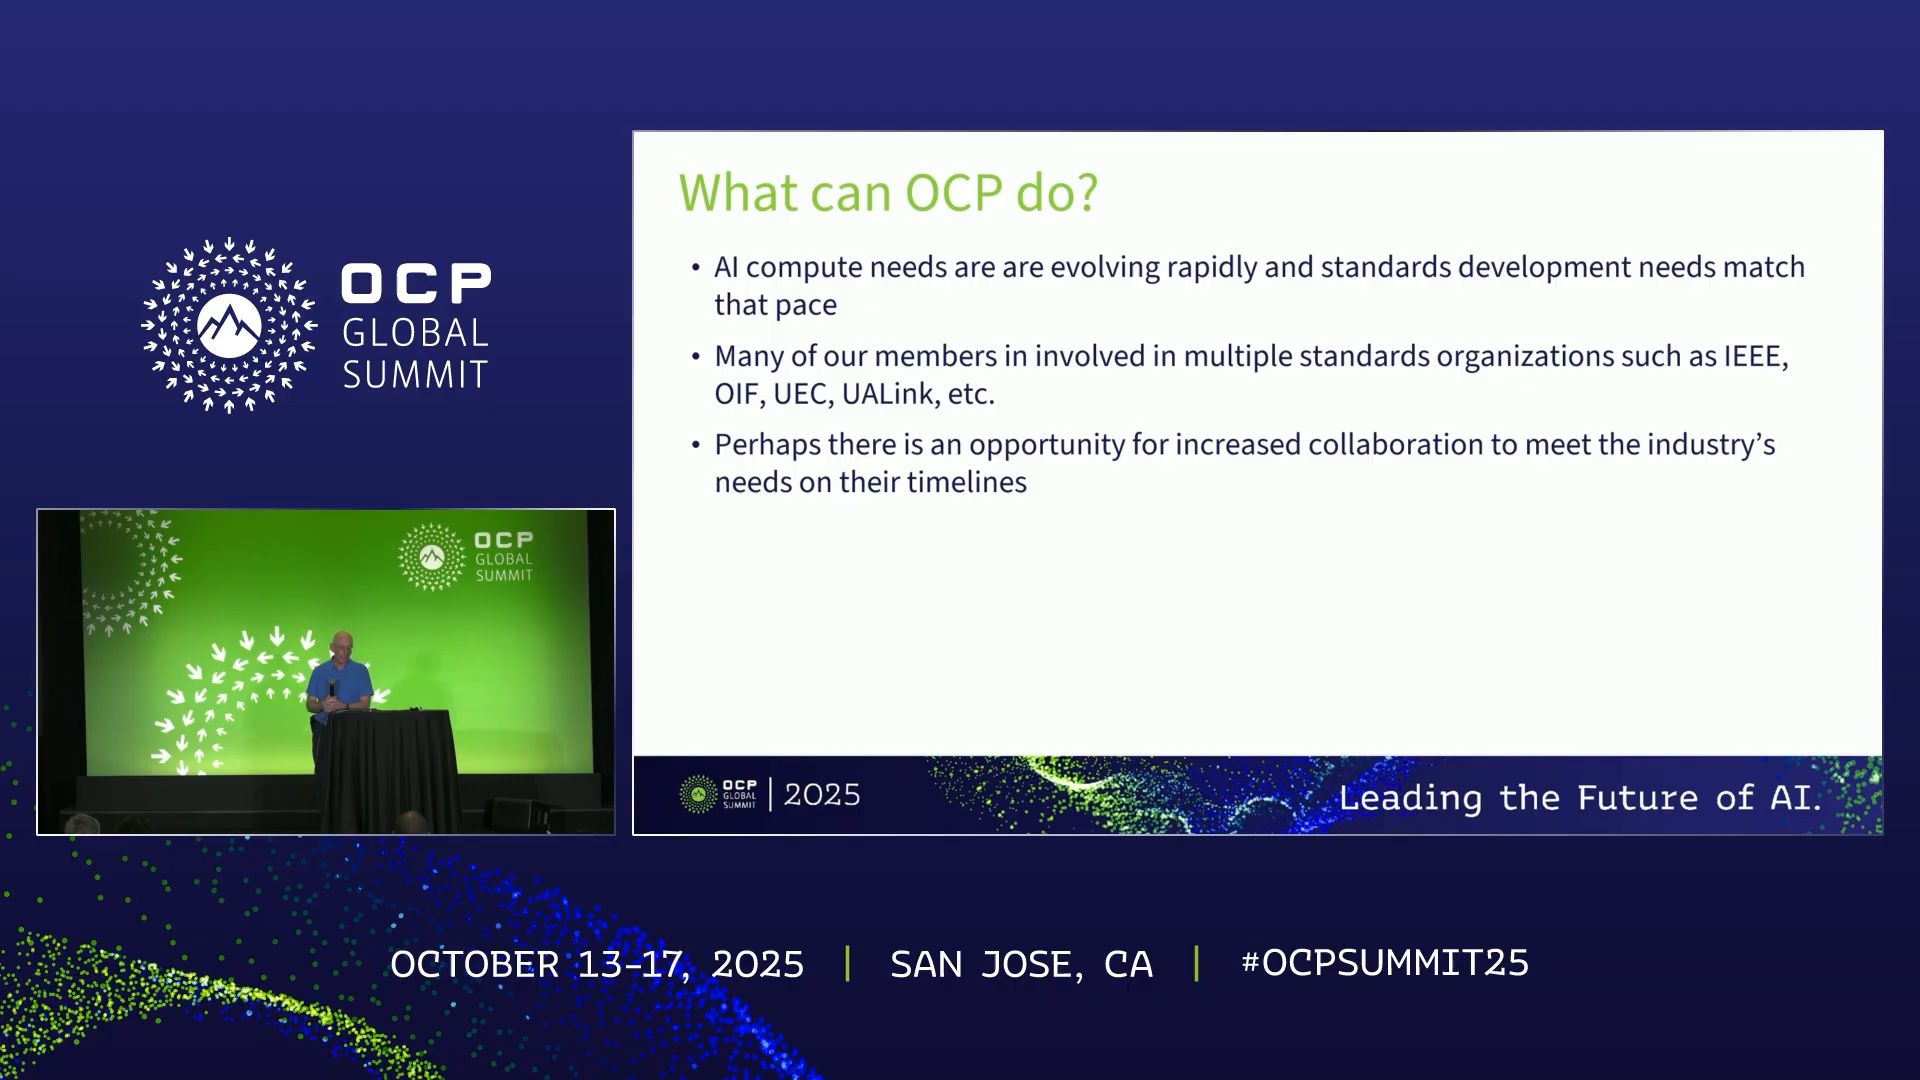 OCP
GLOBAL
SUMMIT
What can OCP do?
• AI compute needs are are evolving rapidly and standards development needs match
that pace
• Many of our members in involved in multiple standards organizations such as IEEE,
OIF, UEC, UALink, etc.
• Perhaps there is an opportunity for increased collaboration to meet the industry’s
needs on their timelines
OCP
GLOBAL
SUMMIT
OCP
GLOBAL
SUMMIT
2025
Leading the Future of AI.
OCTOBER 13-17, 2025 | SAN JOSE, CA | #OCPSUMMIT25